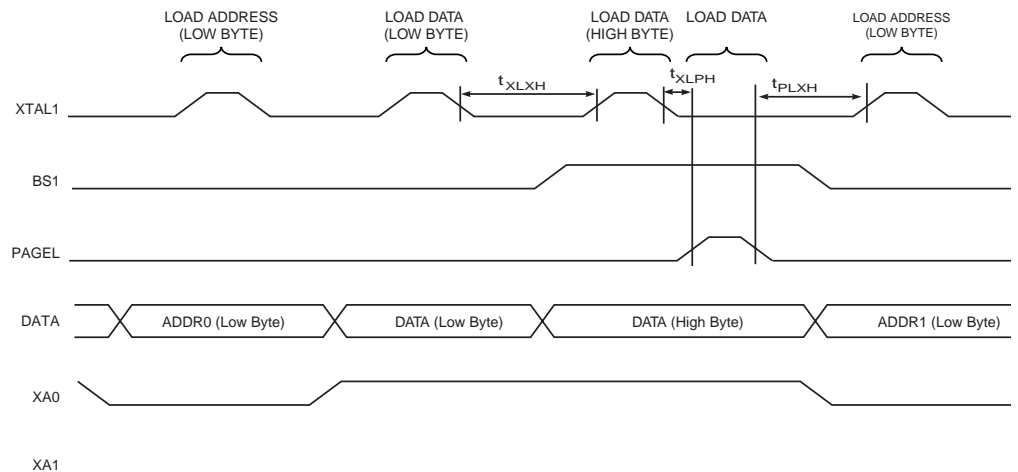 LOAD ADDRESS
(LOW BYTE)
LOAD DATA
(LOW BYTE)
LOAD DATA
(HIGH BYTE)
LOAD DATA
LOAD ADDRESS
(LOW BYTE)
XTAL1
tXLXH
tXLPH
tPLXH
BS1
PAGEL
DATA
ADDR0 (Low Byte)
DATA (Low Byte)
DATA (High Byte)
ADDR1 (Low Byte)
XA0
XA1